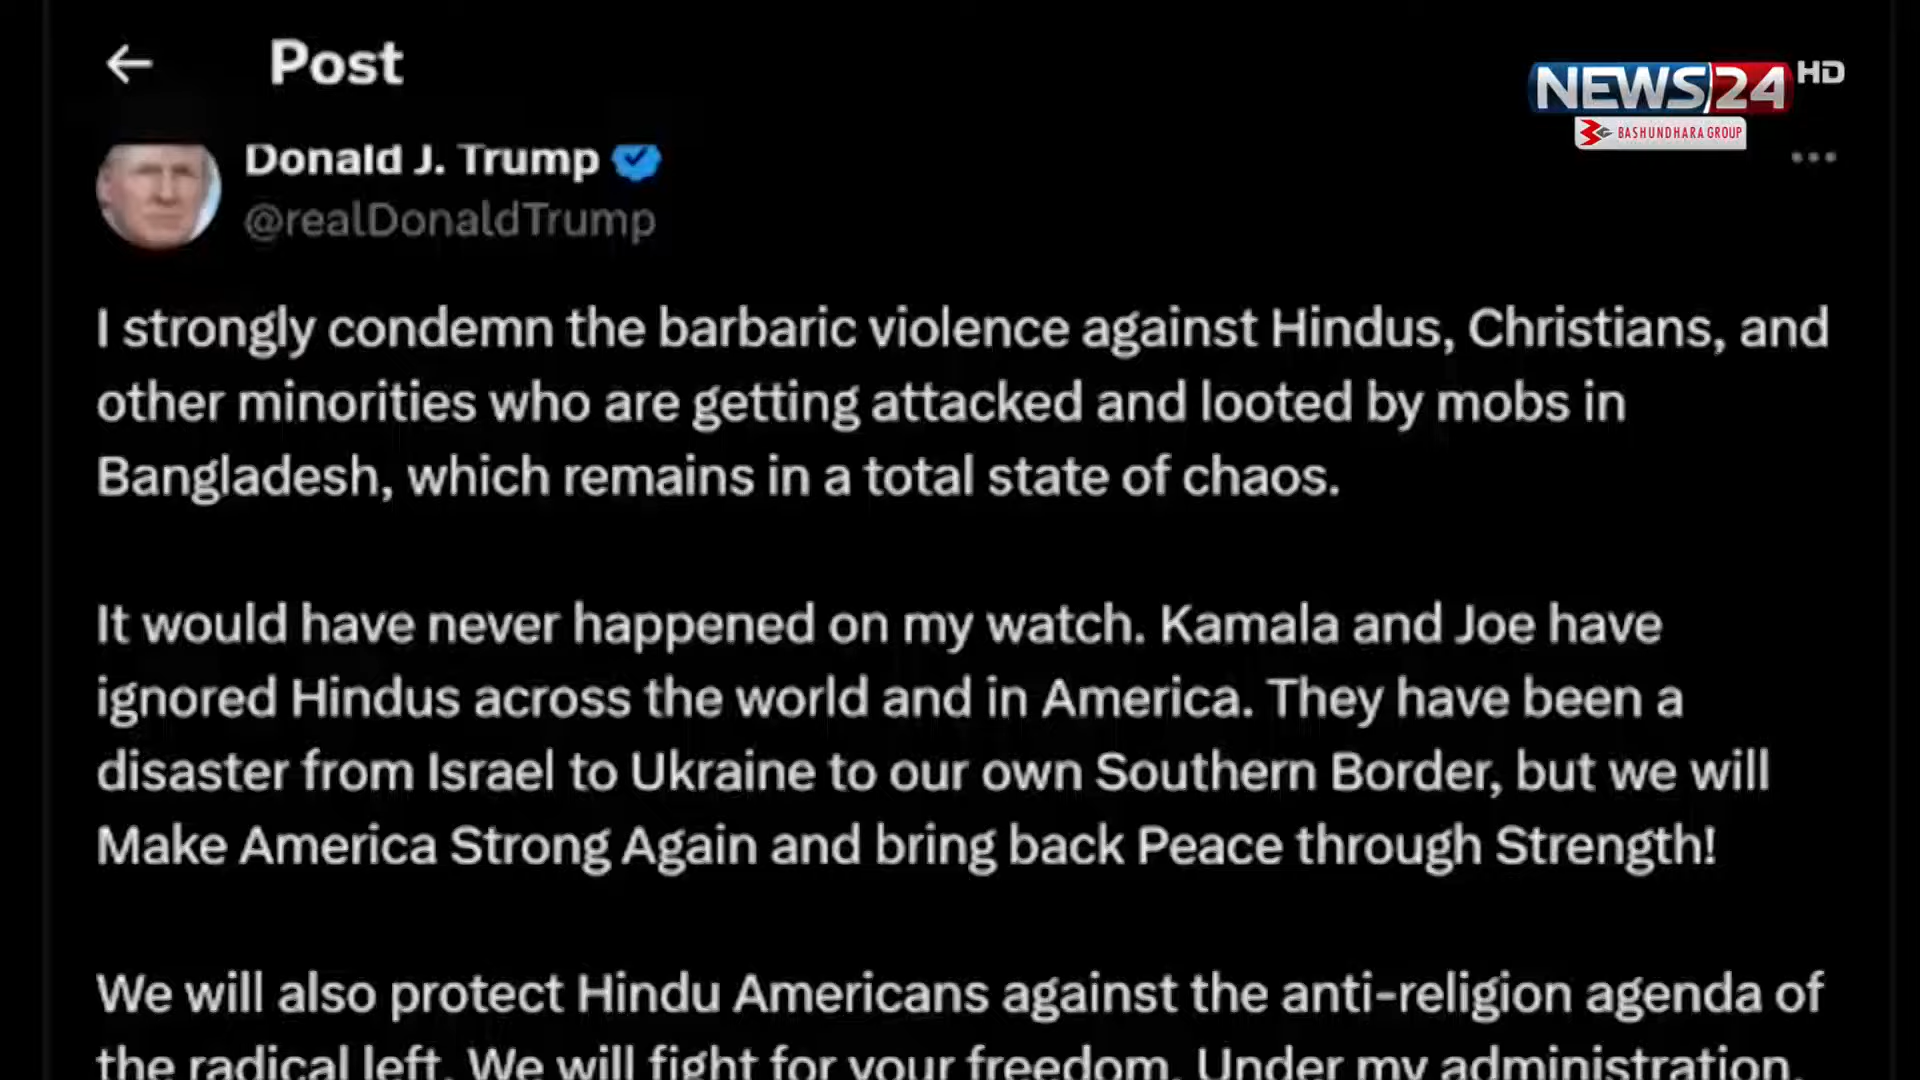 Post
NEWS24 HD
BASHUNDHARA GROUP
Donald J. Trump
@realDonaldTrump
I strongly condemn the barbaric violence against Hindus, Christians, and
other minorities who are getting attacked and looted by mobs in
Bangladesh, which remains in a total state of chaos.
It would have never happened on my watch. Kamala and Joe have
ignored Hindus across the world and in America. They have been a
disaster from Israel to Ukraine to our own Southern Border, but we will
Make America Strong Again and bring back Peace through Strength!
We will also protect Hindu Americans against the anti-religion agenda of
the radical left. We will fight for your freedom. Under my administration,